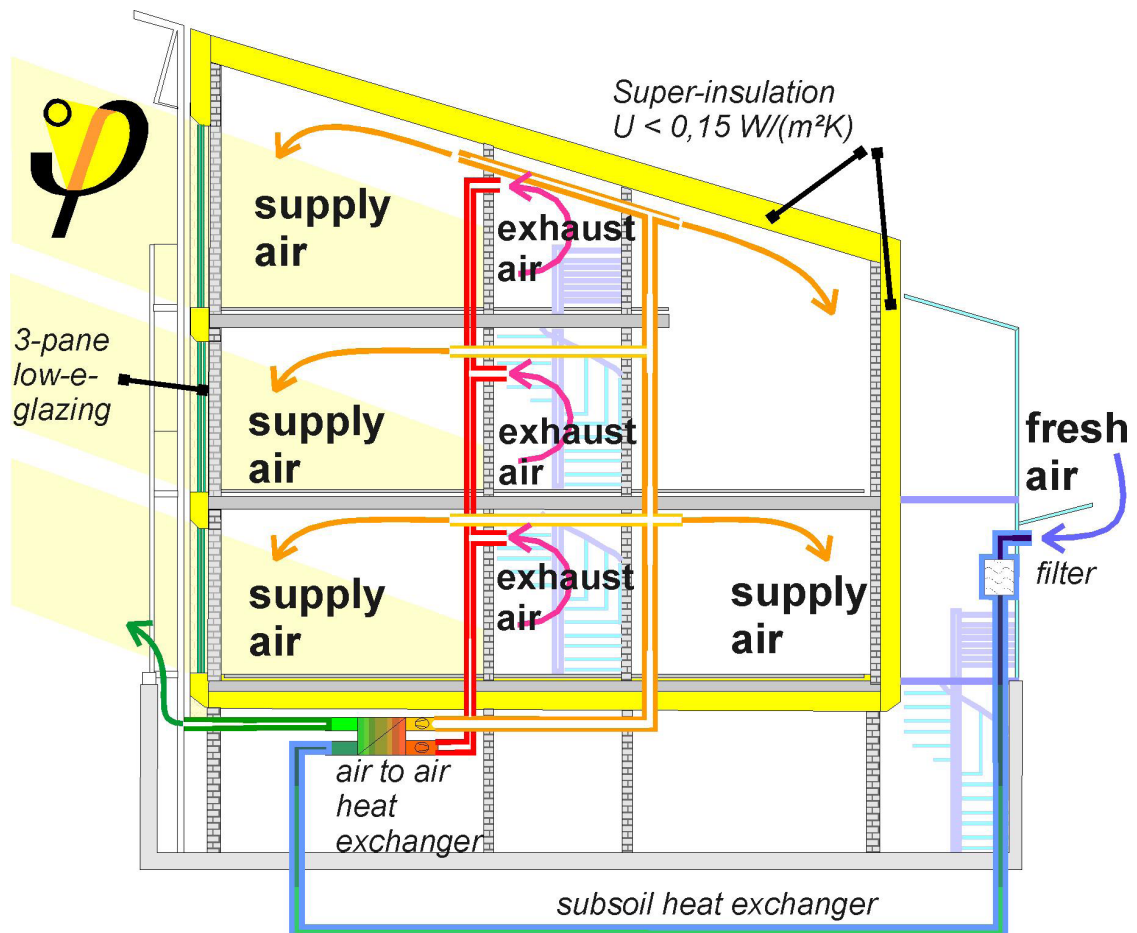 Super-insulation
U < 0,15 W/(m²K)
supply
air
exhaust
air
3-pane
low-e-
glazing
supply
air
exhaust
air
fresh
air
filter
supply
air
exhaust
air
supply
air
air to air
heat
exchanger
subsoil heat exchanger